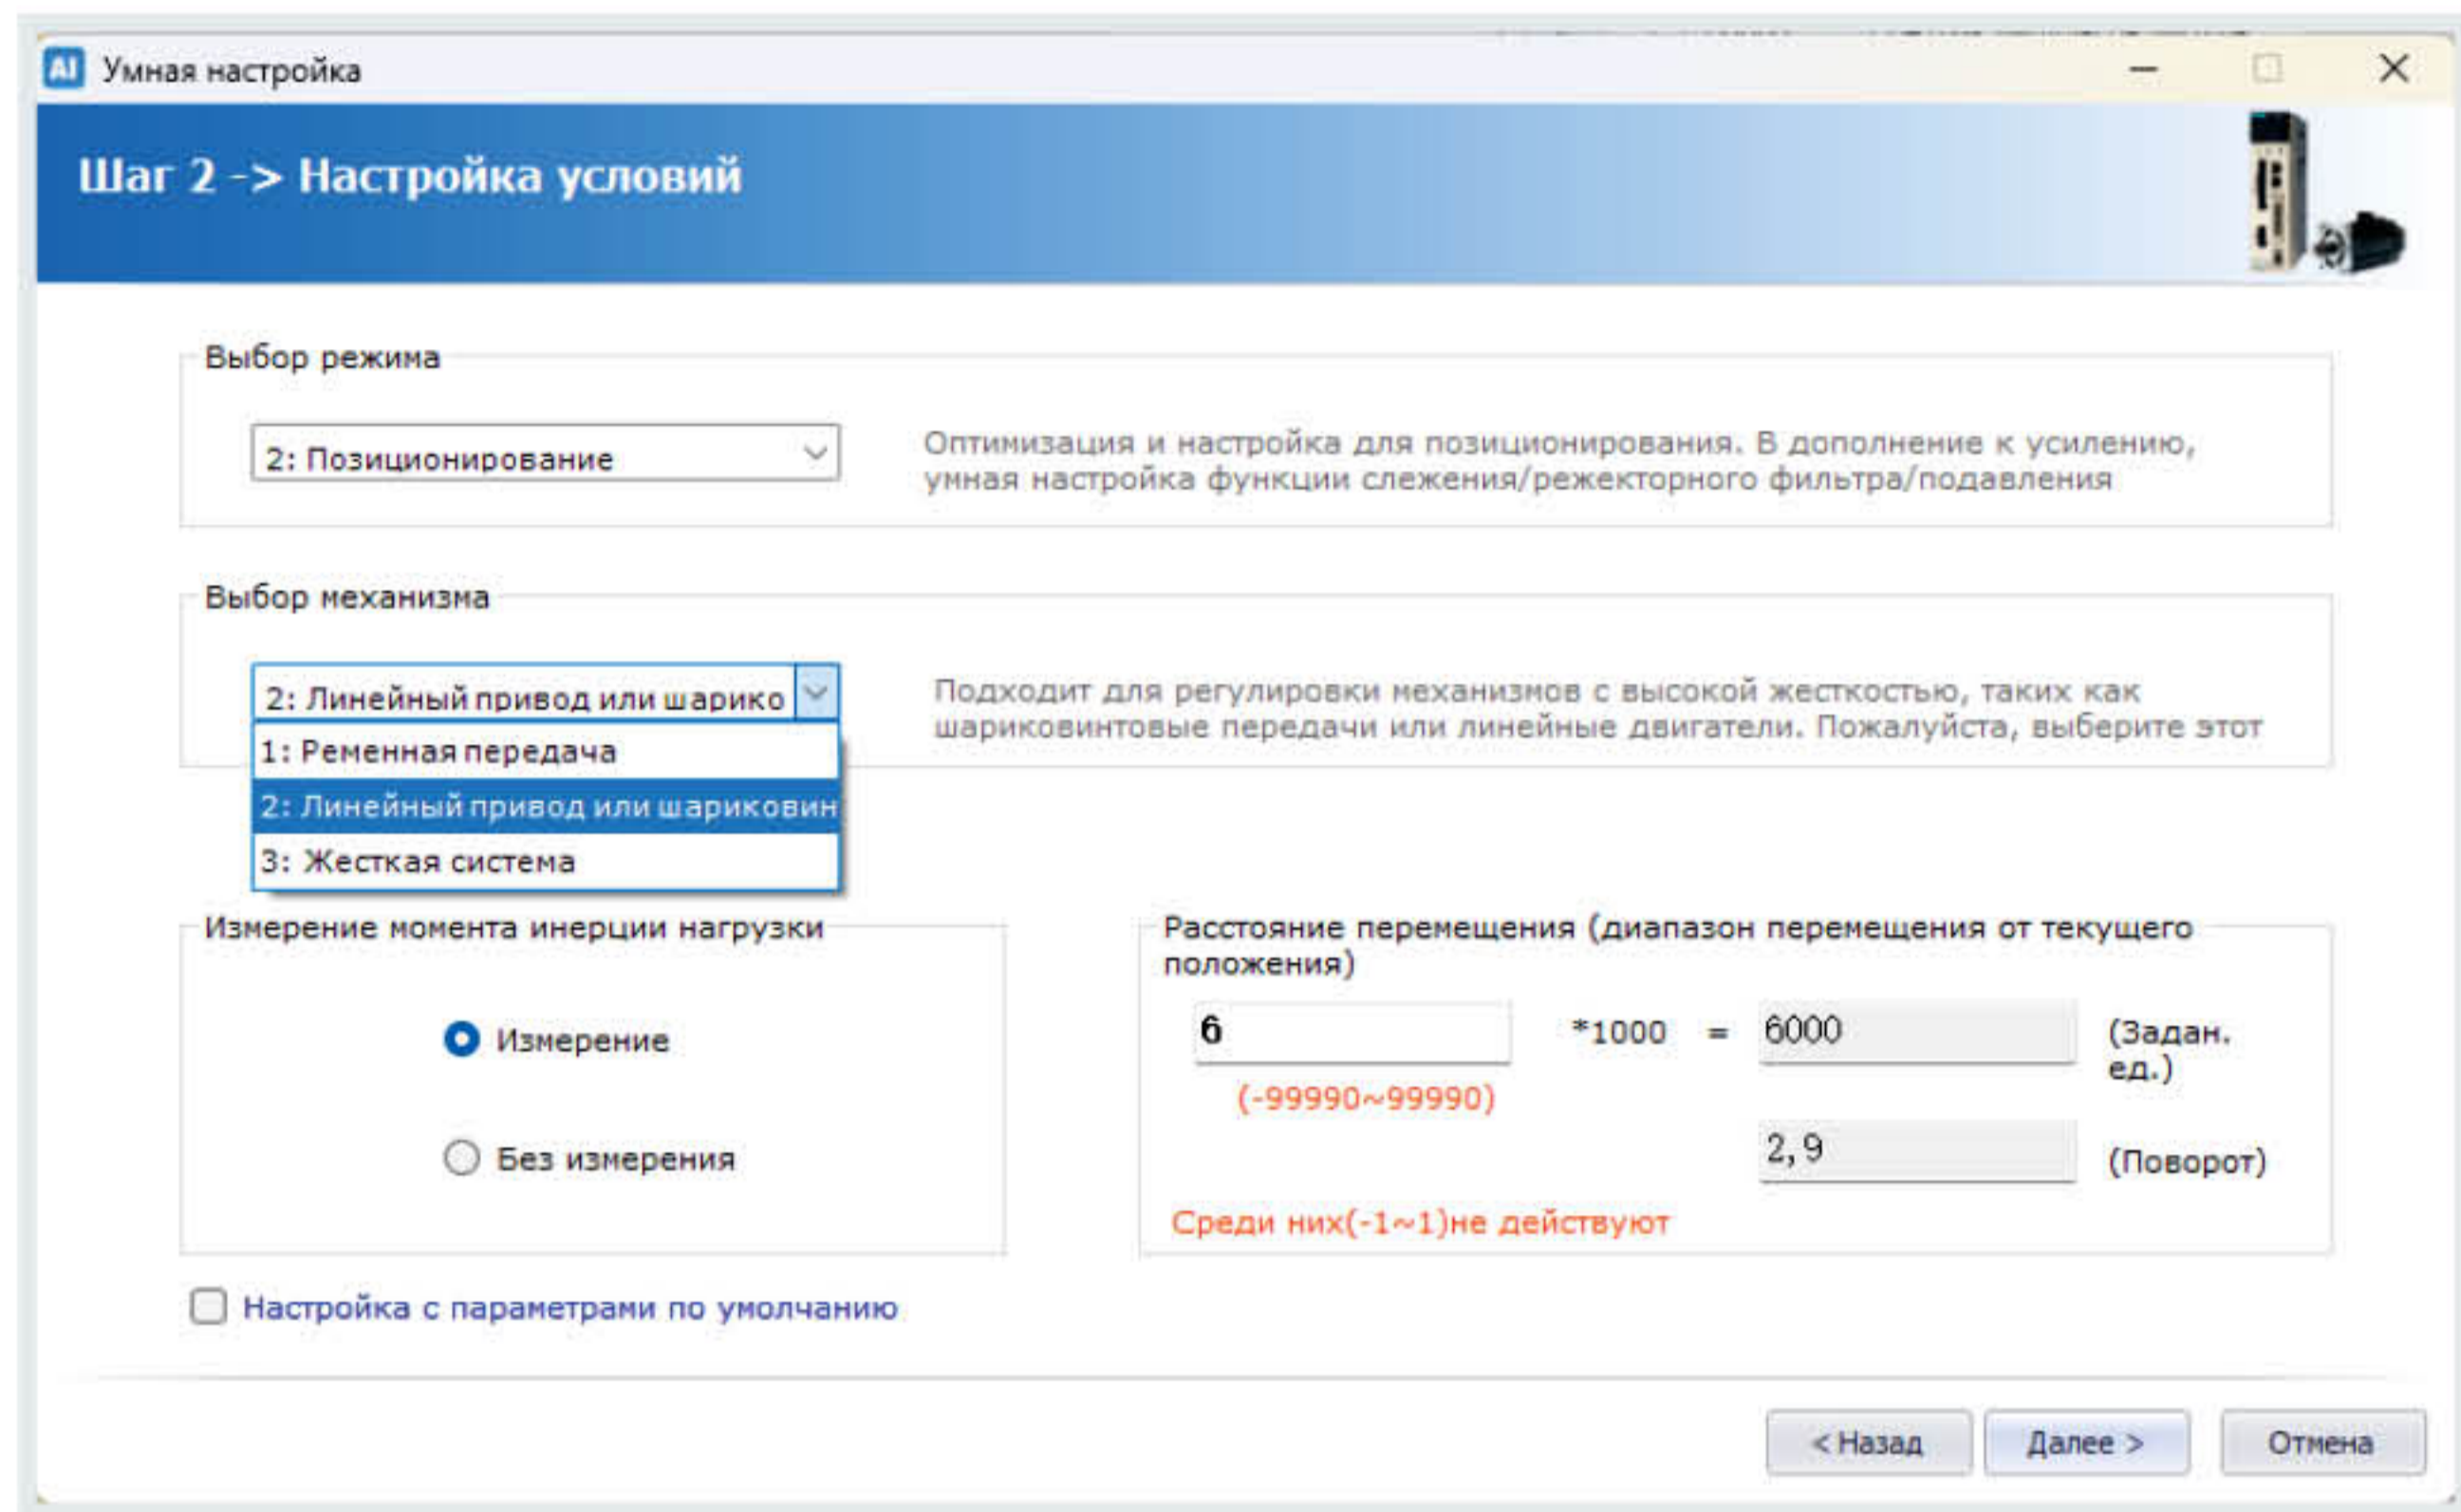 AI Умная настройка
Шаг 2 -> Настройка условий
Выбор режима
2: Позиционирование
Оптимизация и настройка для позиционирования. В дополнение к усилению,
умная настройка функции слежения/режекторного фильтра/подавления
Выбор механизма
2: Линейный привод или шарико
Подходит для регулировки механизмов с высокой жесткостью, таких как
шариковинтовые передачи или линейные двигатели. Пожалуйста, выберите этот
1: Ременная передача
2: Линейный привод или шариковин
3: Жесткая система
Измерение момента инерции нагрузки
Измерение
Без измерения
Расстояние перемещения (диапазон перемещения от текущего
положения)
6 *1000 = 6000 (Задан.
ед.)
(-99990~99990)
2,9 (Поворот)
Среди них(-1~1)не действуют
Настройка с параметрами по умолчанию
< Назад Далее > Отмена